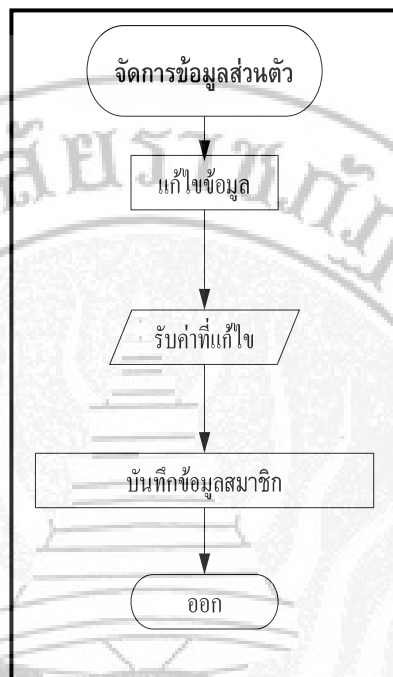 จัดการข้อมูลส่วนตัว
แก้ไขข้อมูล
รับค่าที่แก้ไข
บันทึกข้อมูลสมาชิก
ออก